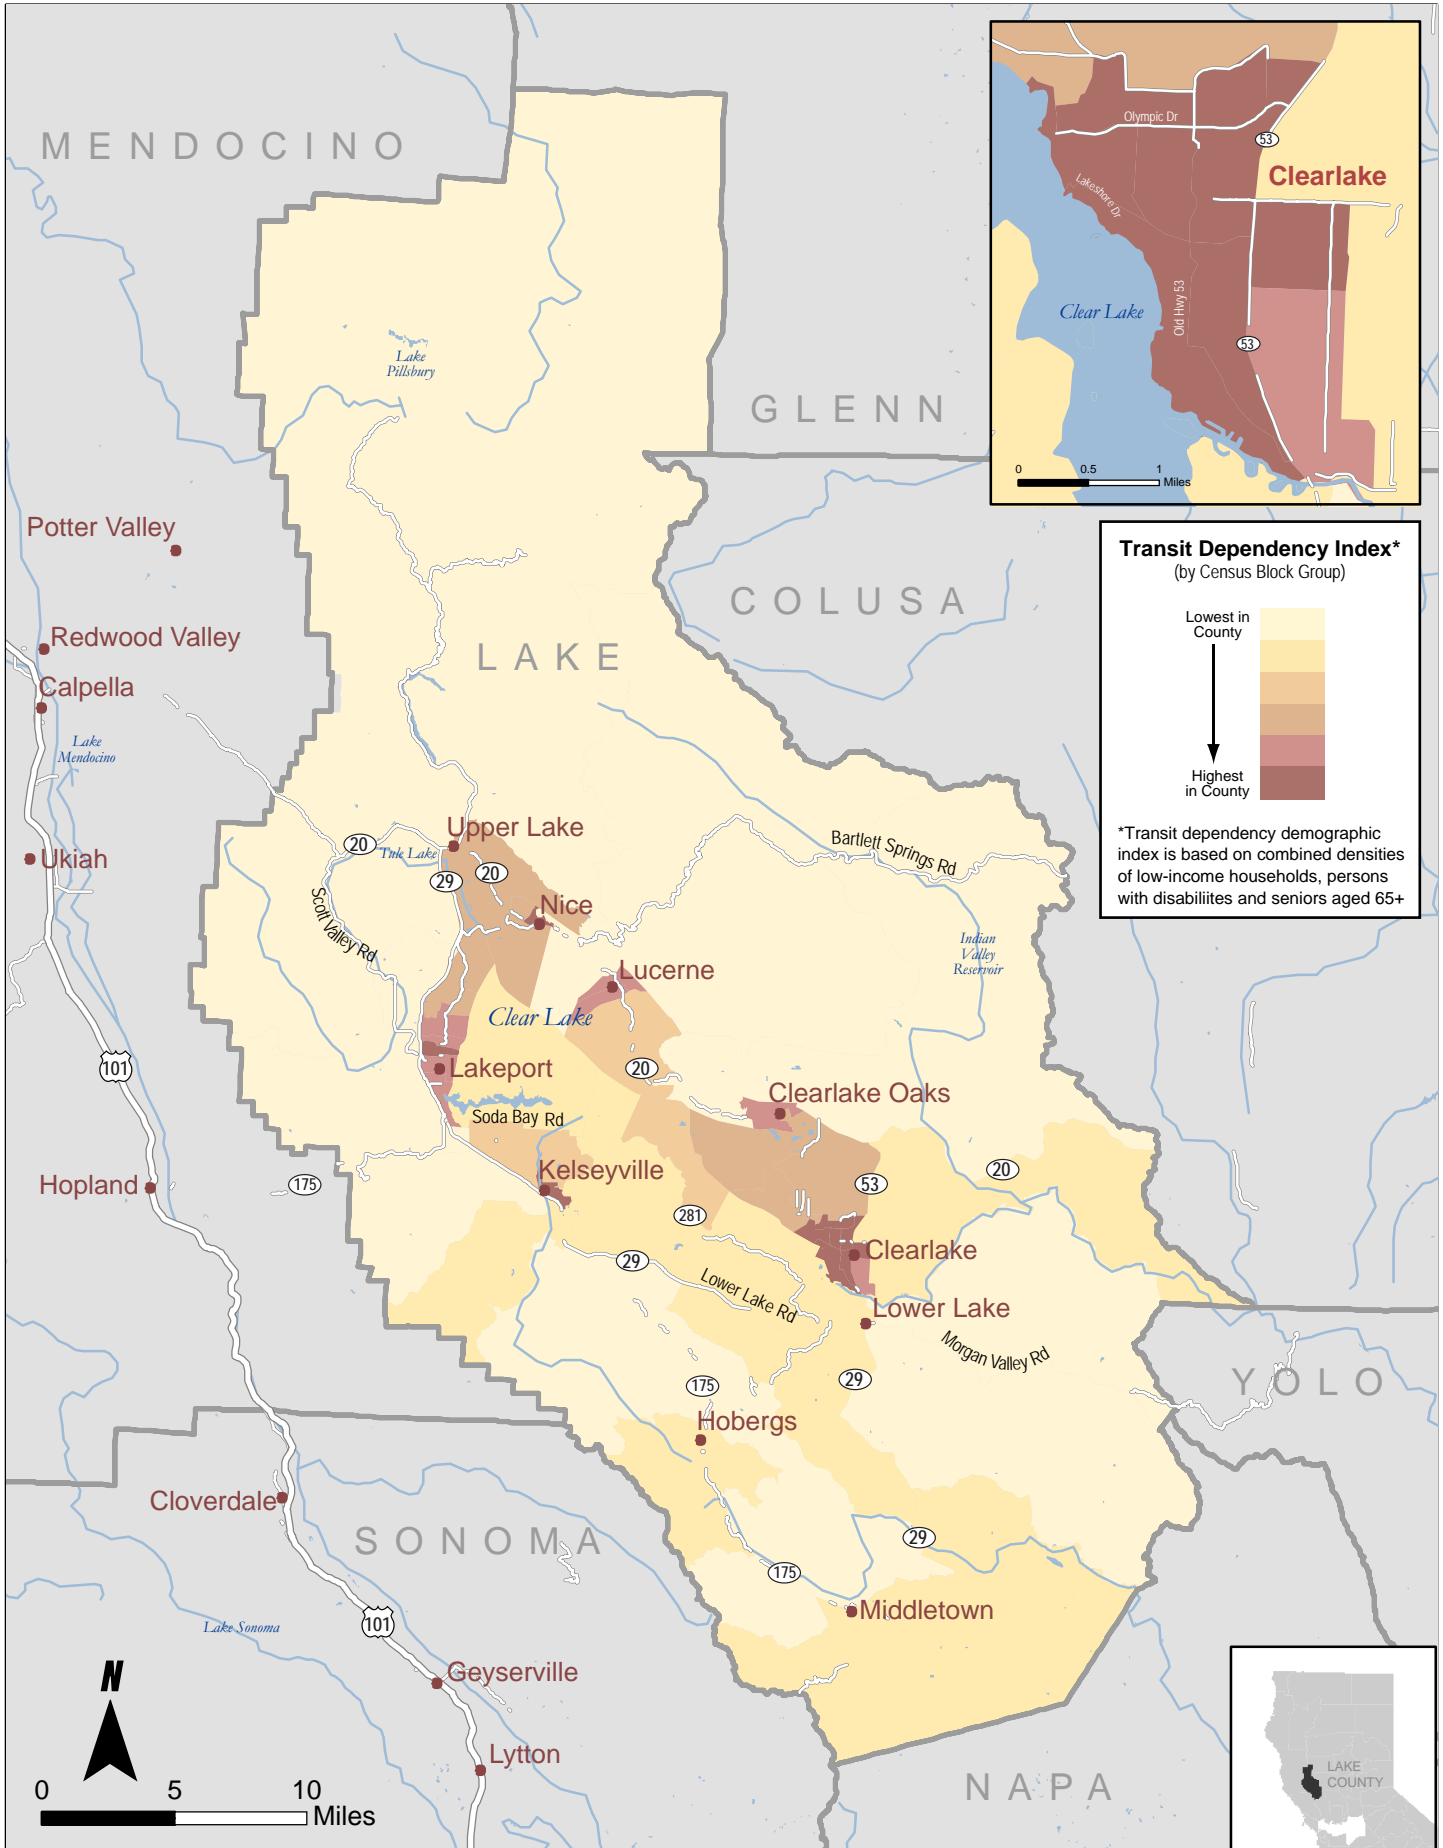 MENDOCINO
Olympic Dr
53
Clearlake
Lakeshore Dr
Old Hwy 53
Clear Lake
53
0 0.5 1
Miles
Lake
Pillsbury
GLENN
Potter Valley
Transit Dependency Index*
(by Census Block Group)
Lowest in
County
Highest
in County
*Transit dependency demographic
index is based on combined densities
of low-income households, persons
with disabiliites and seniors aged 65+
COLUSA
Redwood Valley
LAKE
Calpella
Lake
Mendocino
Upper Lake
20
Tule Lake
Bartlett Springs Rd
Ukiah
29
20
Scott Valley Rd
Nice
Indian
Valley
Reservoir
Lucerne
Clear Lake
101
Lakeport
20
Clearlake Oaks
Soda Bay Rd
Hopland
175
Kelseyville
53
20
281
Clearlake
29
Lower Lake Rd
Lower Lake
Morgan Valley Rd
29
YOLO
175
Hobergs
Cloverdale
SONOMA
29
175
Middletown
Lake Sonoma
101
N
Geyserville
Lytton
0 5 10
Miles
NAPA
LAKE
COUNTY